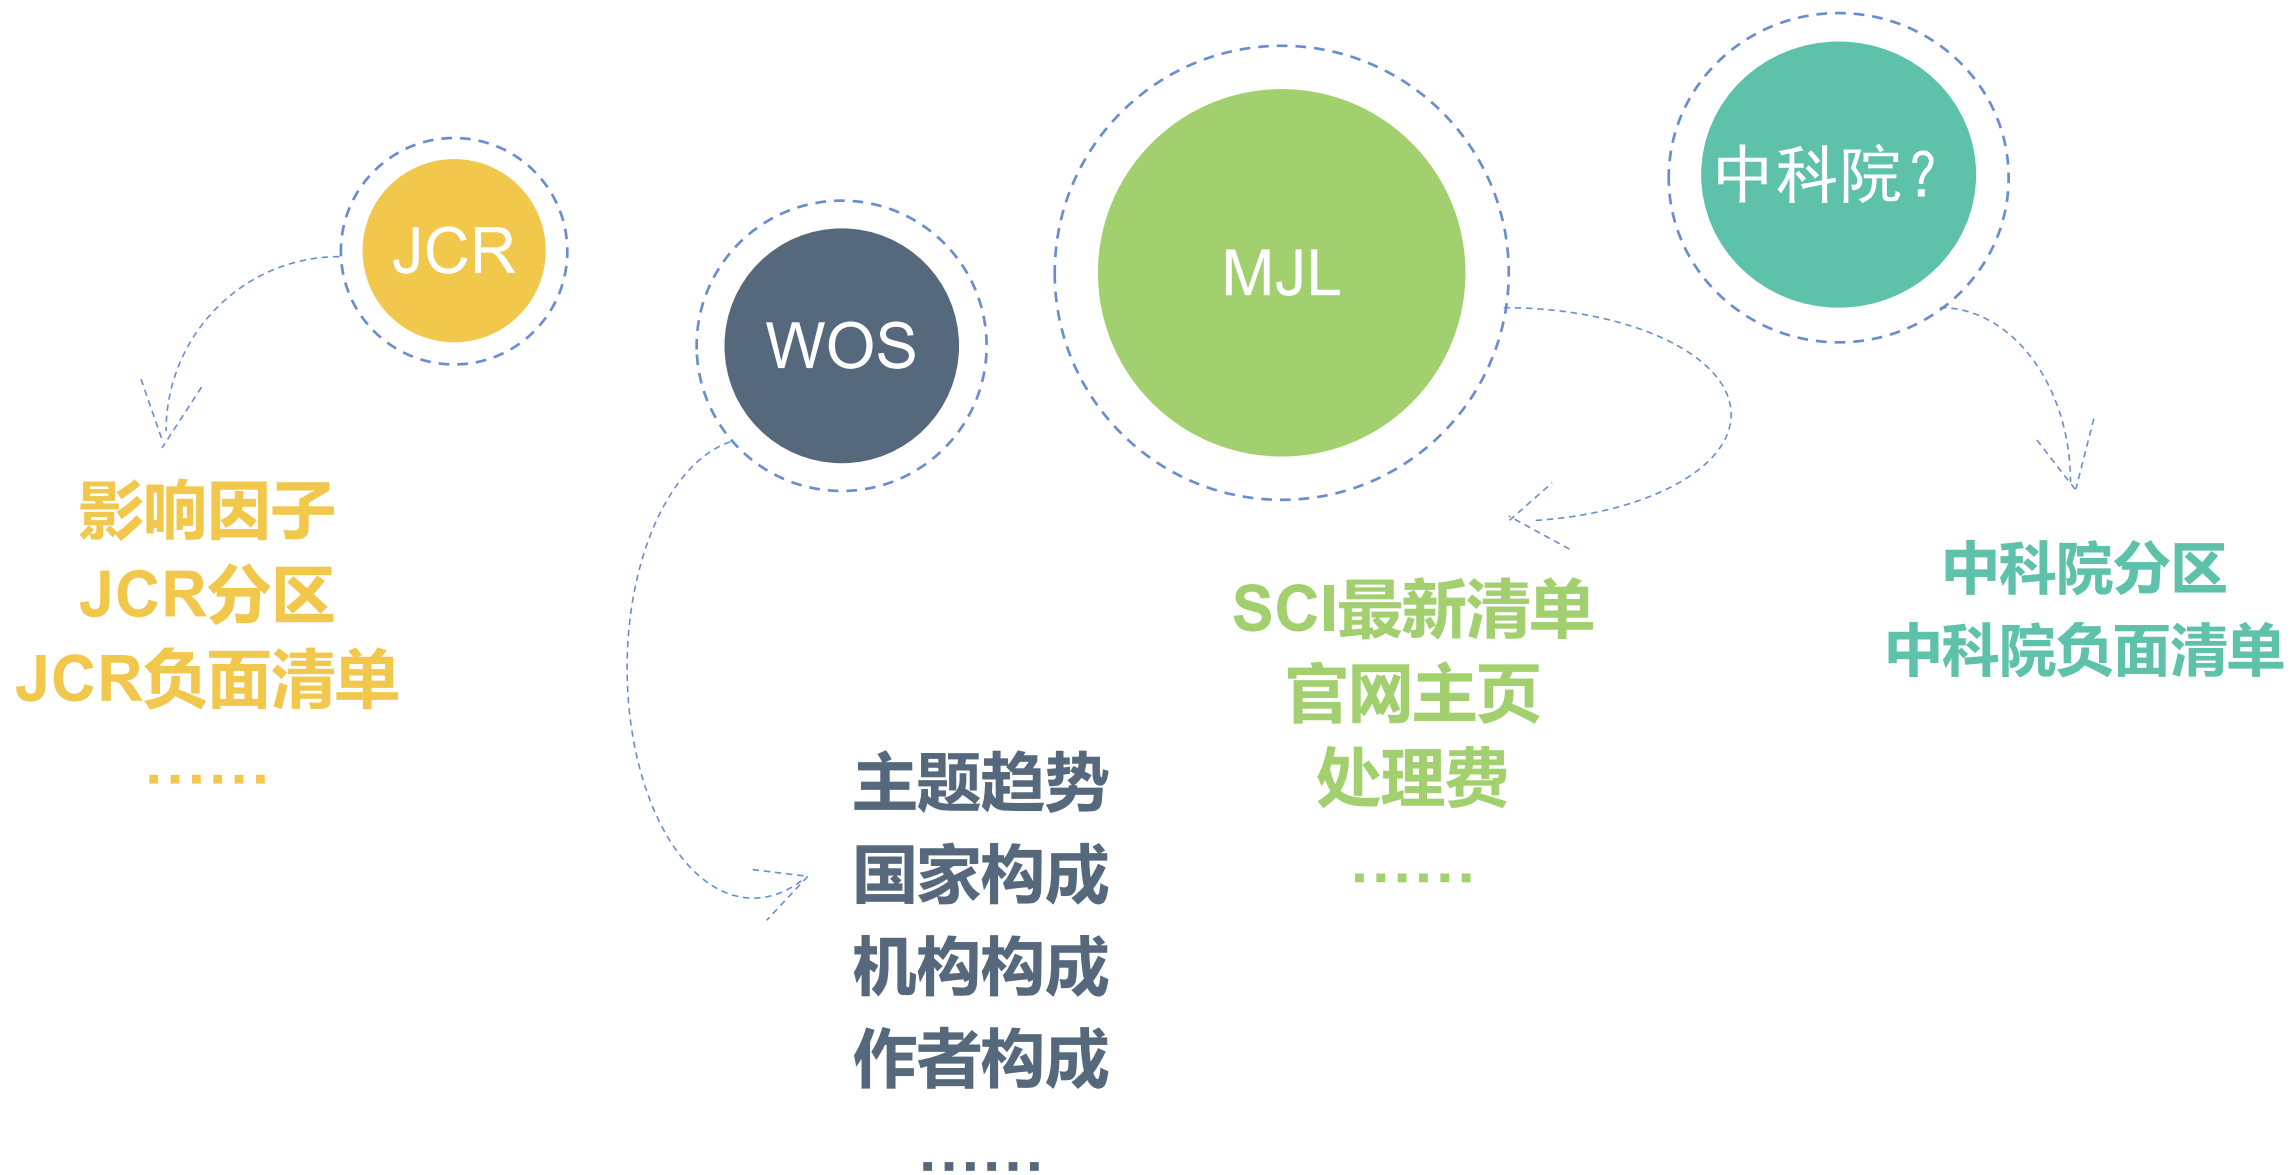 JCR
影响因子
JCR分区
JCR负面清单
……
WOS
主题趋势
国家构成
机构构成
作者构成
……
MJL
SCI最新清单
官网主页
处理费
……
中科院？
中科院分区
中科院负面清单